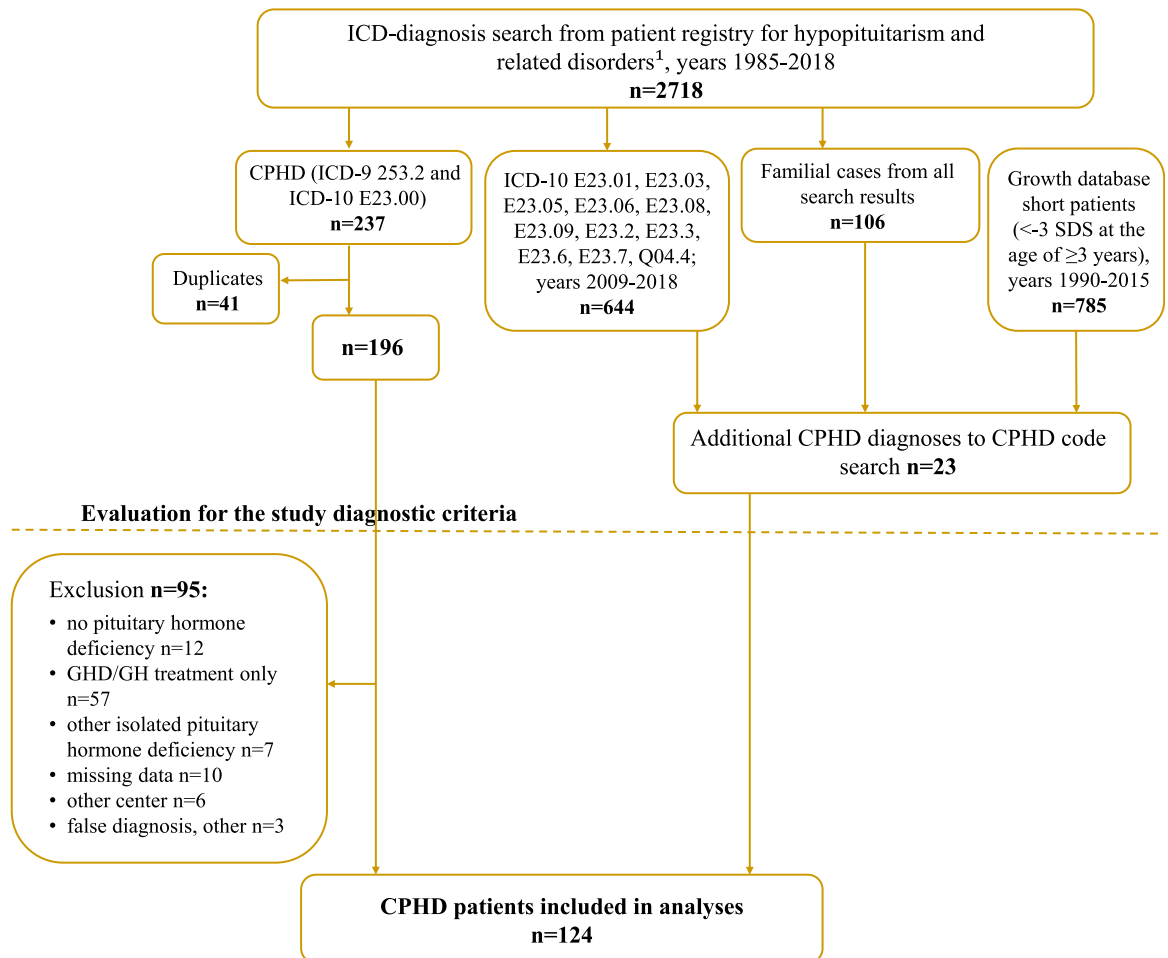 ICD-diagnosis search from patient registry for hypopituitarism and
related disorders¹, years 1985-2018
n=2718
CPHD (ICD-9 253.2 and
ICD-10 E23.00)
n=237
ICD-10 E23.01, E23.03,
E23.05, E23.06, E23.08,
E23.09, E23.2, E23.3,
E23.6, E23.7, Q04.4;
years 2009-2018
n=644
Familial cases from all
search results
n=106
Growth database
short patients
(<-3 SDS at the
age of ≥3 years),
years 1990-2015
n=785
Duplicates
n=41
n=196
Additional CPHD diagnoses to CPHD code
search n=23
Evaluation for the study diagnostic criteria
Exclusion n=95:
• no pituitary hormone
deficiency n=12
• GHD/GH treatment only
n=57
• other isolated pituitary
hormone deficiency n=7
• missing data n=10
• other center n=6
• false diagnosis, other n=3
CPHD patients included in analyses
n=124